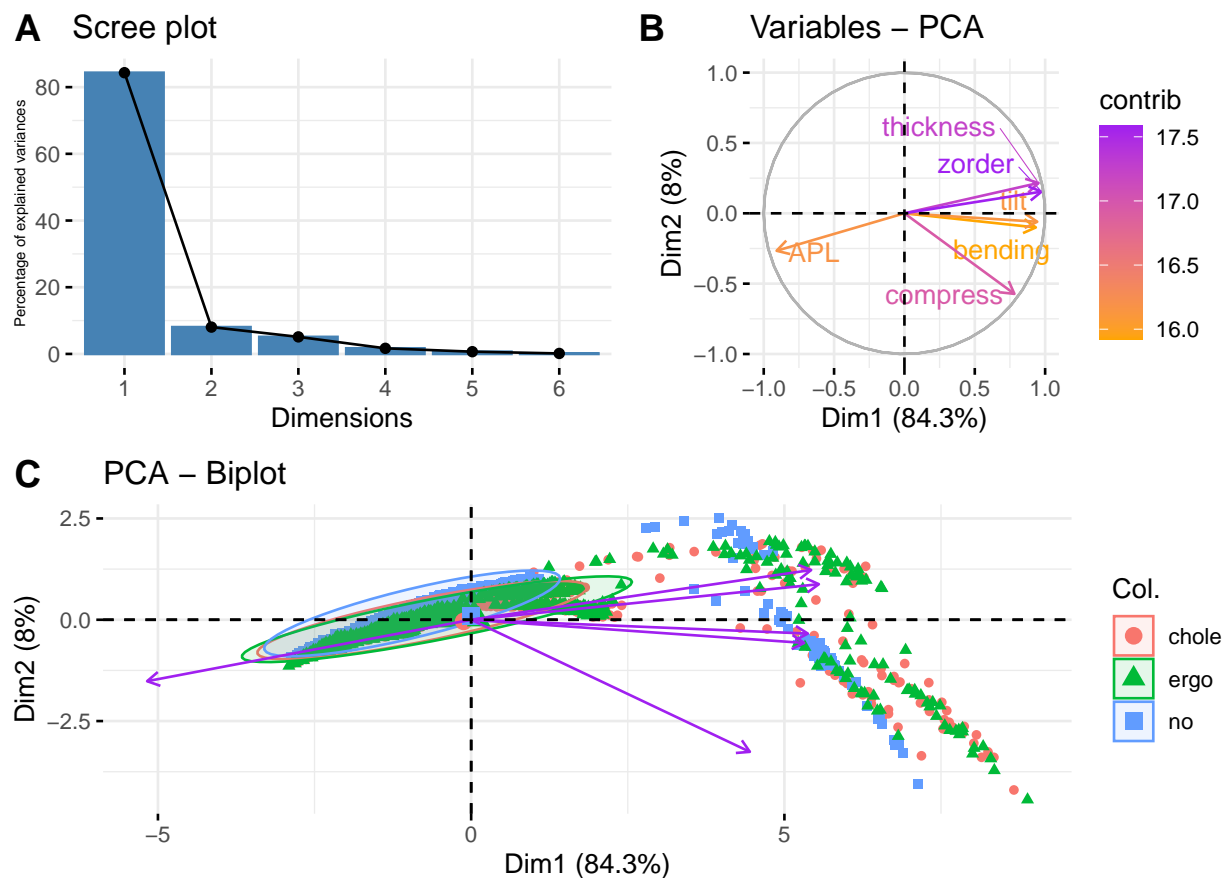 A Scree plot
Percentage of explained variances
80
60
40
20
0
1 2 3 4 5 6
Dimensions
B Variables – PCA
Dim2 (8%)
1.0
0.5
0.0
−0.5
−1.0
thickness
zorder
tilt
bending
APL
compress
−1.0 −0.5 0.0 0.5 1.0
Dim1 (84.3%)
contrib
17.5
17.0
16.5
16.0
C PCA – Biplot
Dim2 (8%)
2.5
0.0
−2.5
−5 0 5
Dim1 (84.3%)
Col.
chole
ergo
no